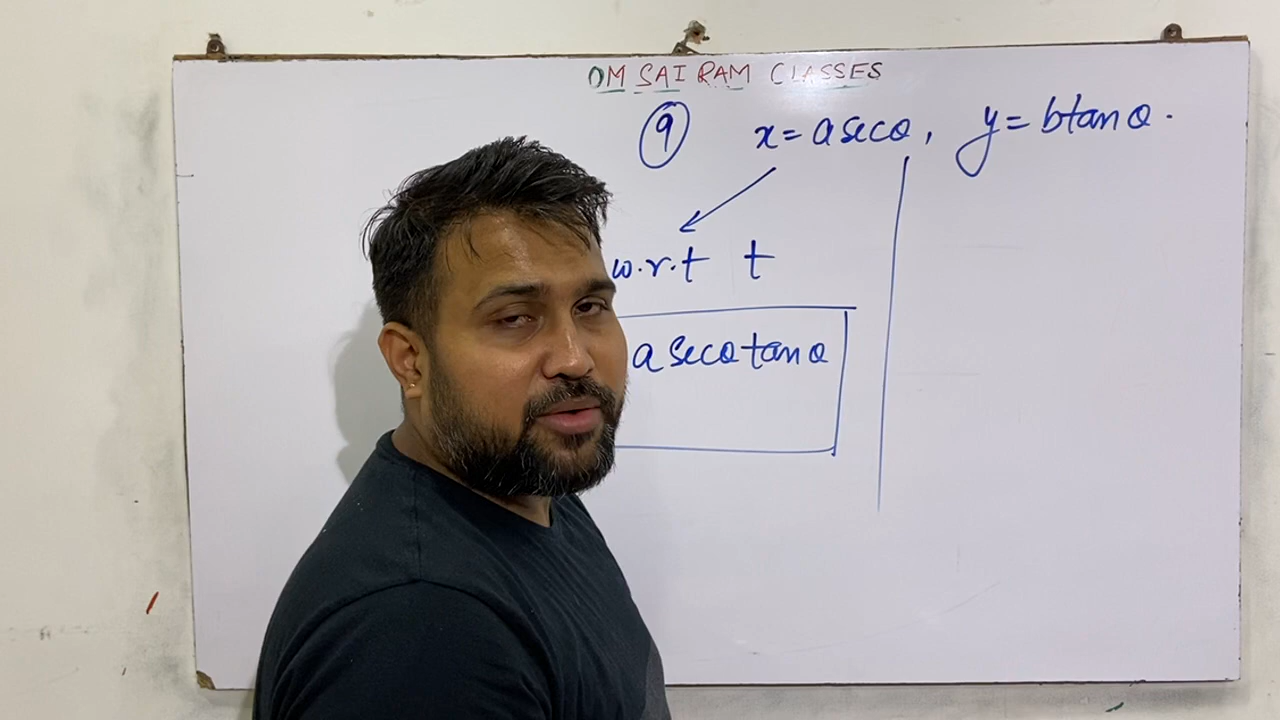 OM SAI RAM CLASSES
9 x = a secθ, y = b tanθ.
w.r.t t
a secθ tanθ